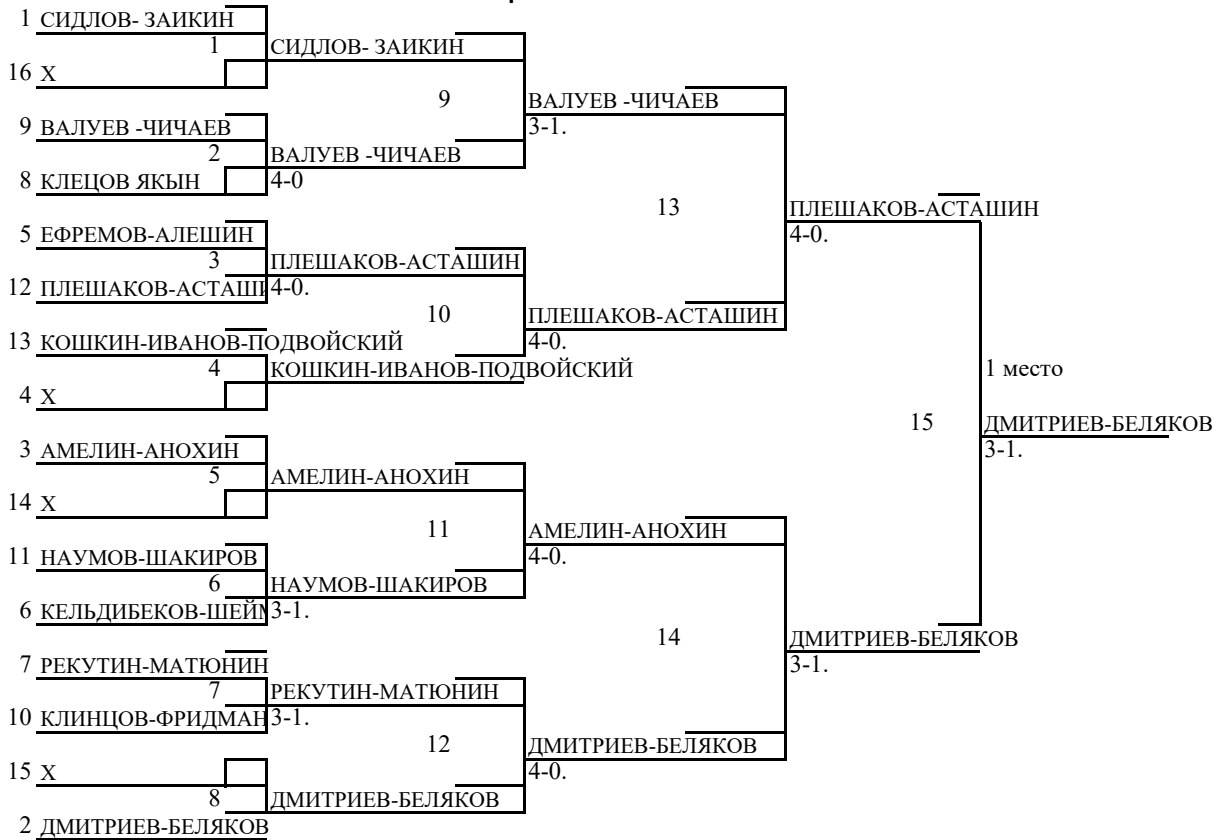 1 СИДЛОВ- ЗАИКИН
1 СИДЛОВ- ЗАИКИН
16 Х
9 ВАЛУЕВ -ЧИЧАЕВ
3-1.
9 ВАЛУЕВ -ЧИЧАЕВ
2 ВАЛУЕВ -ЧИЧАЕВ
8 КЛЕЦОВ ЯКЫН 4-0
13 ПЛЕШАКОВ-АСТАШИН
4-0.
5 ЕФРЕМОВ-АЛЕШИН
3 ПЛЕШАКОВ-АСТАШИН
12 ПЛЕШАКОВ-АСТАШИ 4-0.
10 ПЛЕШАКОВ-АСТАШИН
4-0.
13 КОШКИН-ИВАНОВ-ПОДВОЙСКИЙ
4 КОШКИН-ИВАНОВ-ПОДВОЙСКИЙ
1 место
4 Х
15 ДМИТРИЕВ-БЕЛЯКОВ
3-1.
3 АМЕЛИН-АНОХИН
5 АМЕЛИН-АНОХИН
14 Х
11 АМЕЛИН-АНОХИН
4-0.
11 НАУМОВ-ШАКИРОВ
6 НАУМОВ-ШАКИРОВ
6 КЕЛЬДИБЕКОВ-ШЕЙ 3-1.
14 ДМИТРИЕВ-БЕЛЯКОВ
3-1.
7 РЕКУТИН-МАТЮНИН
7 РЕКУТИН-МАТЮНИН
10 КЛИНЦОВ-ФРИДМАН 3-1.
12 ДМИТРИЕВ-БЕЛЯКОВ
4-0.
15 Х
8 ДМИТРИЕВ-БЕЛЯКОВ
2 ДМИТРИЕВ-БЕЛЯКОВ